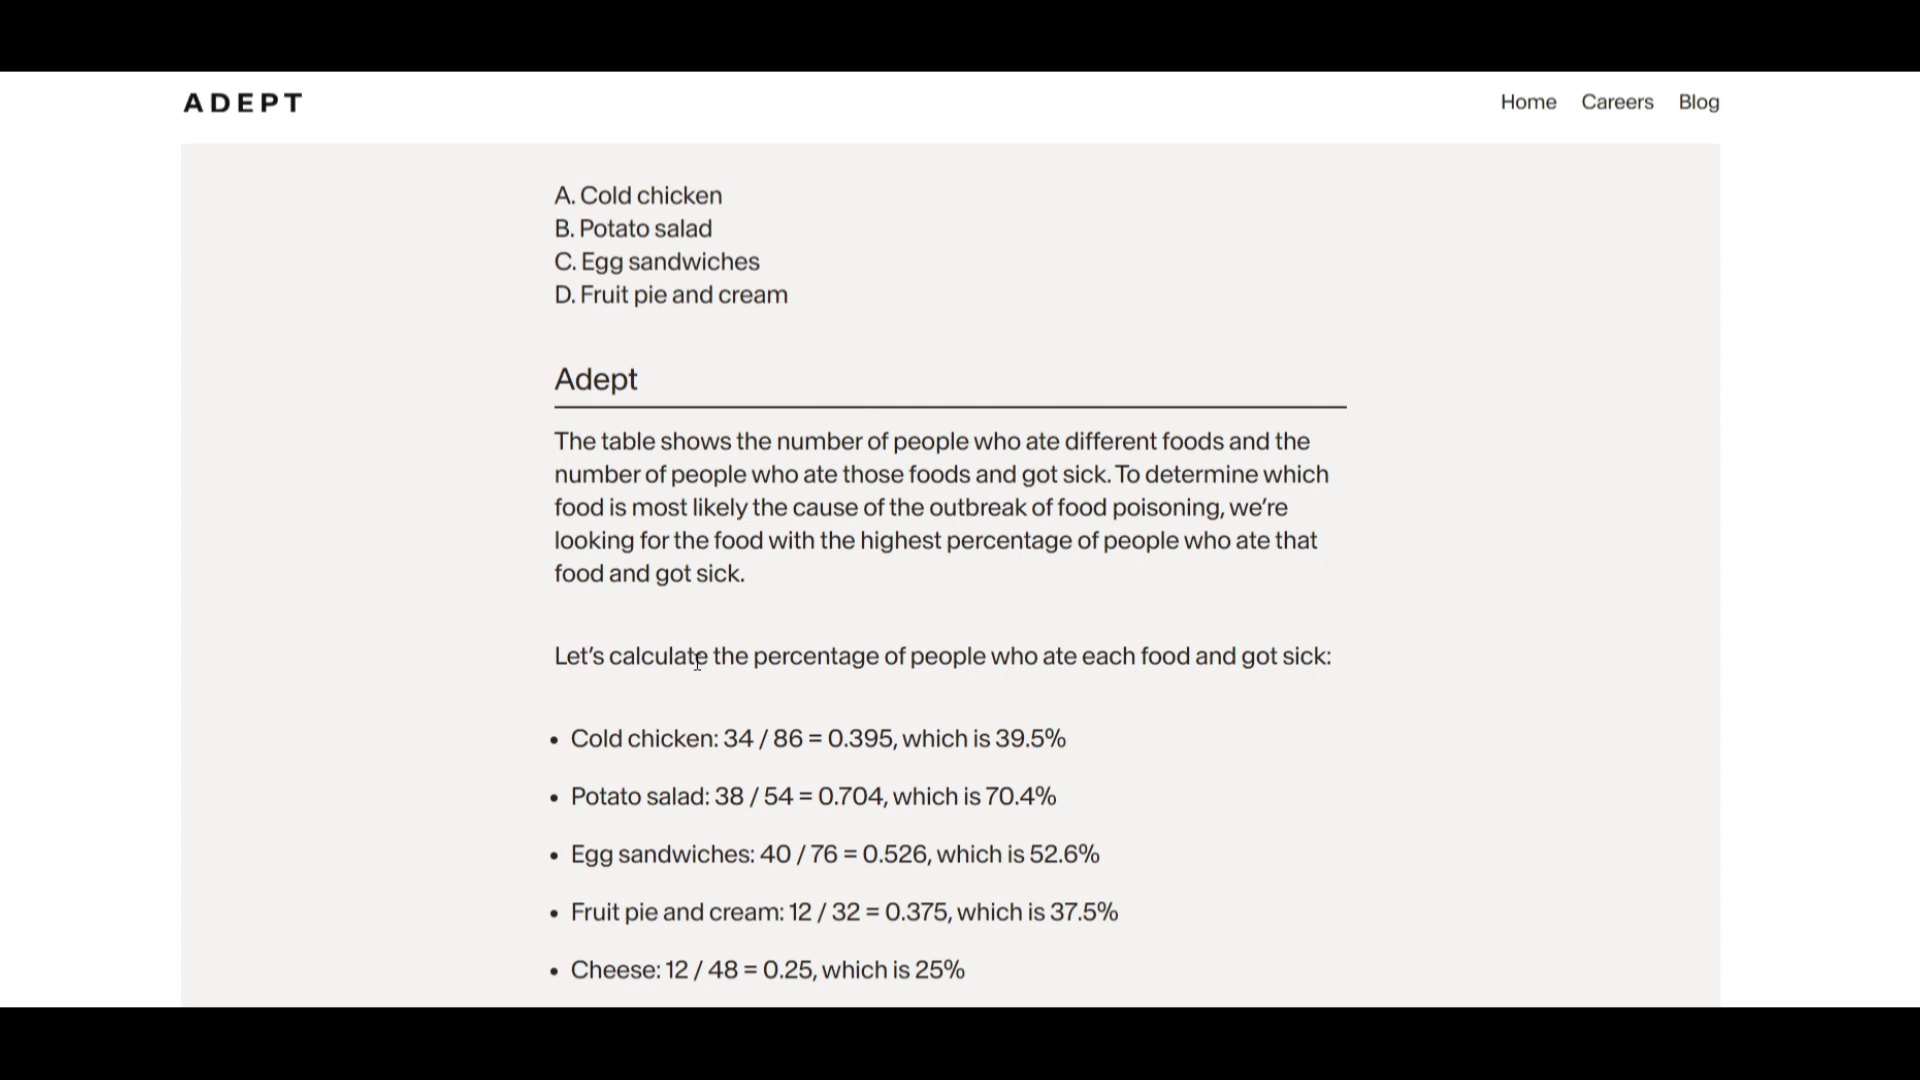 ADEPT
Home Careers Blog
A. Cold chicken
B. Potato salad
C. Egg sandwiches
D. Fruit pie and cream
Adept
The table shows the number of people who ate different foods and the
number of people who ate those foods and got sick. To determine which
food is most likely the cause of the outbreak of food poisoning, we’re
looking for the food with the highest percentage of people who ate that
food and got sick.
Let’s calculate the percentage of people who ate each food and got sick:
• Cold chicken: 34 / 86 = 0.395, which is 39.5%
• Potato salad: 38 / 54 = 0.704, which is 70.4%
• Egg sandwiches: 40 / 76 = 0.526, which is 52.6%
• Fruit pie and cream: 12 / 32 = 0.375, which is 37.5%
• Cheese: 12 / 48 = 0.25, which is 25%